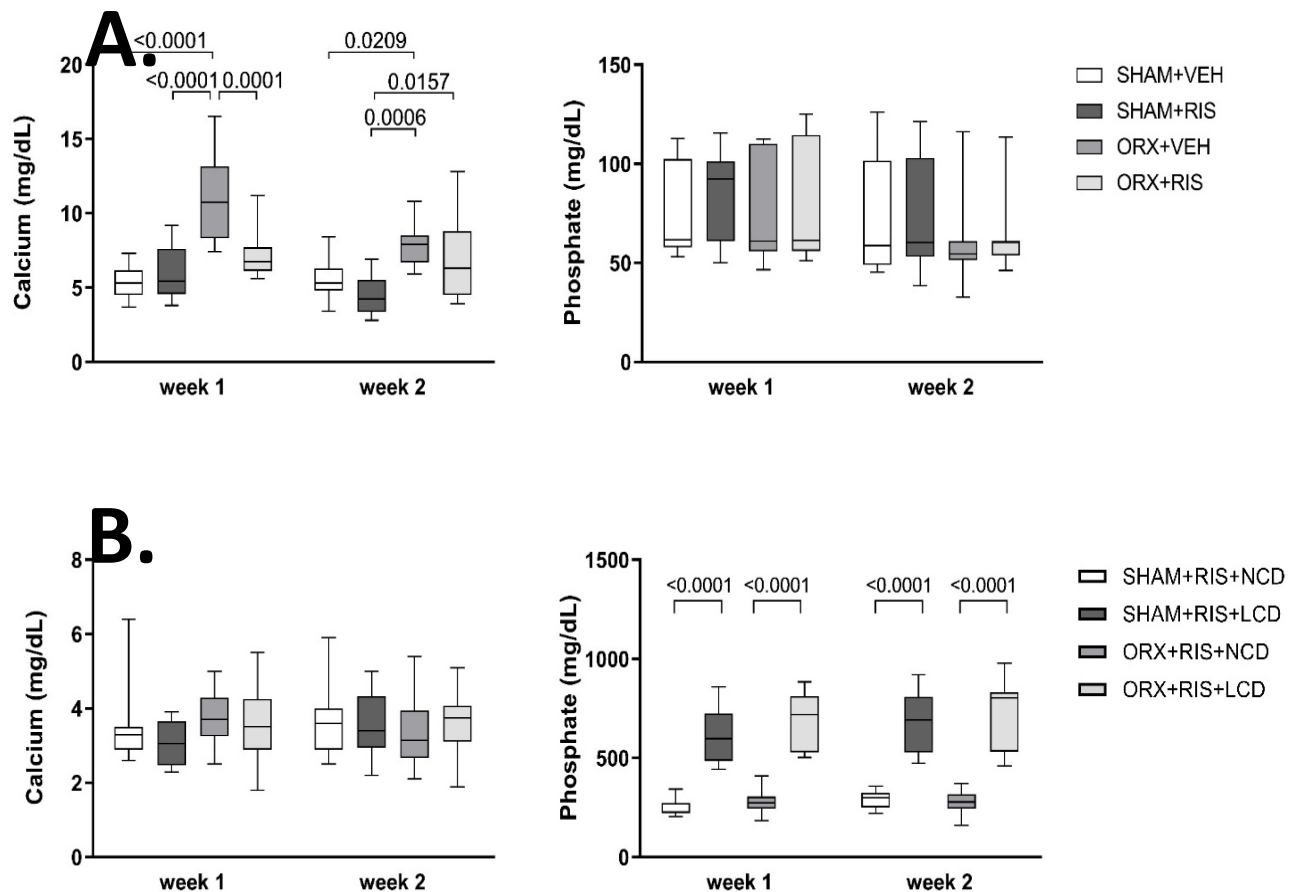 A.
<0.0001
0.0209
<0.0001 0.0001
0.0157
0.0006
Calcium (mg/dL)
20
15
10
5
0
week 1
week 2
Phosphate (mg/dL)
150
100
50
0
week 1
week 2
SHAM+VEH
SHAM+RIS
ORX+VEH
ORX+RIS
B.
Calcium (mg/dL)
8
6
4
2
0
week 1
week 2
Phosphate (mg/dL)
1500
1000
500
0
<0.0001
<0.0001
<0.0001
<0.0001
week 1
week 2
SHAM+RIS+NCD
SHAM+RIS+LCD
ORX+RIS+NCD
ORX+RIS+LCD